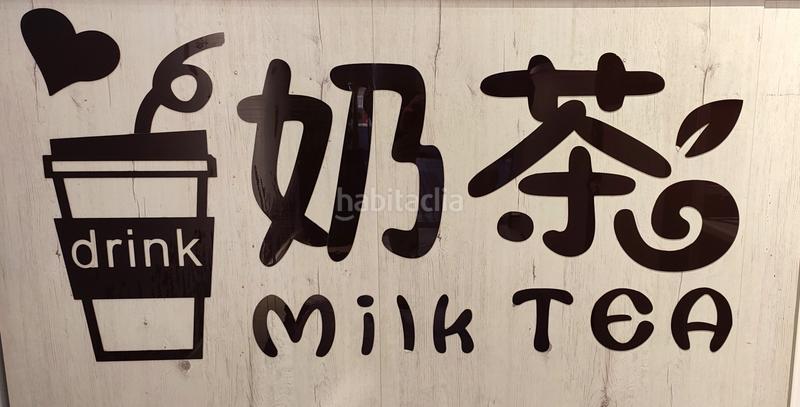 奶茶
drink
habitaclia
Milk TEA